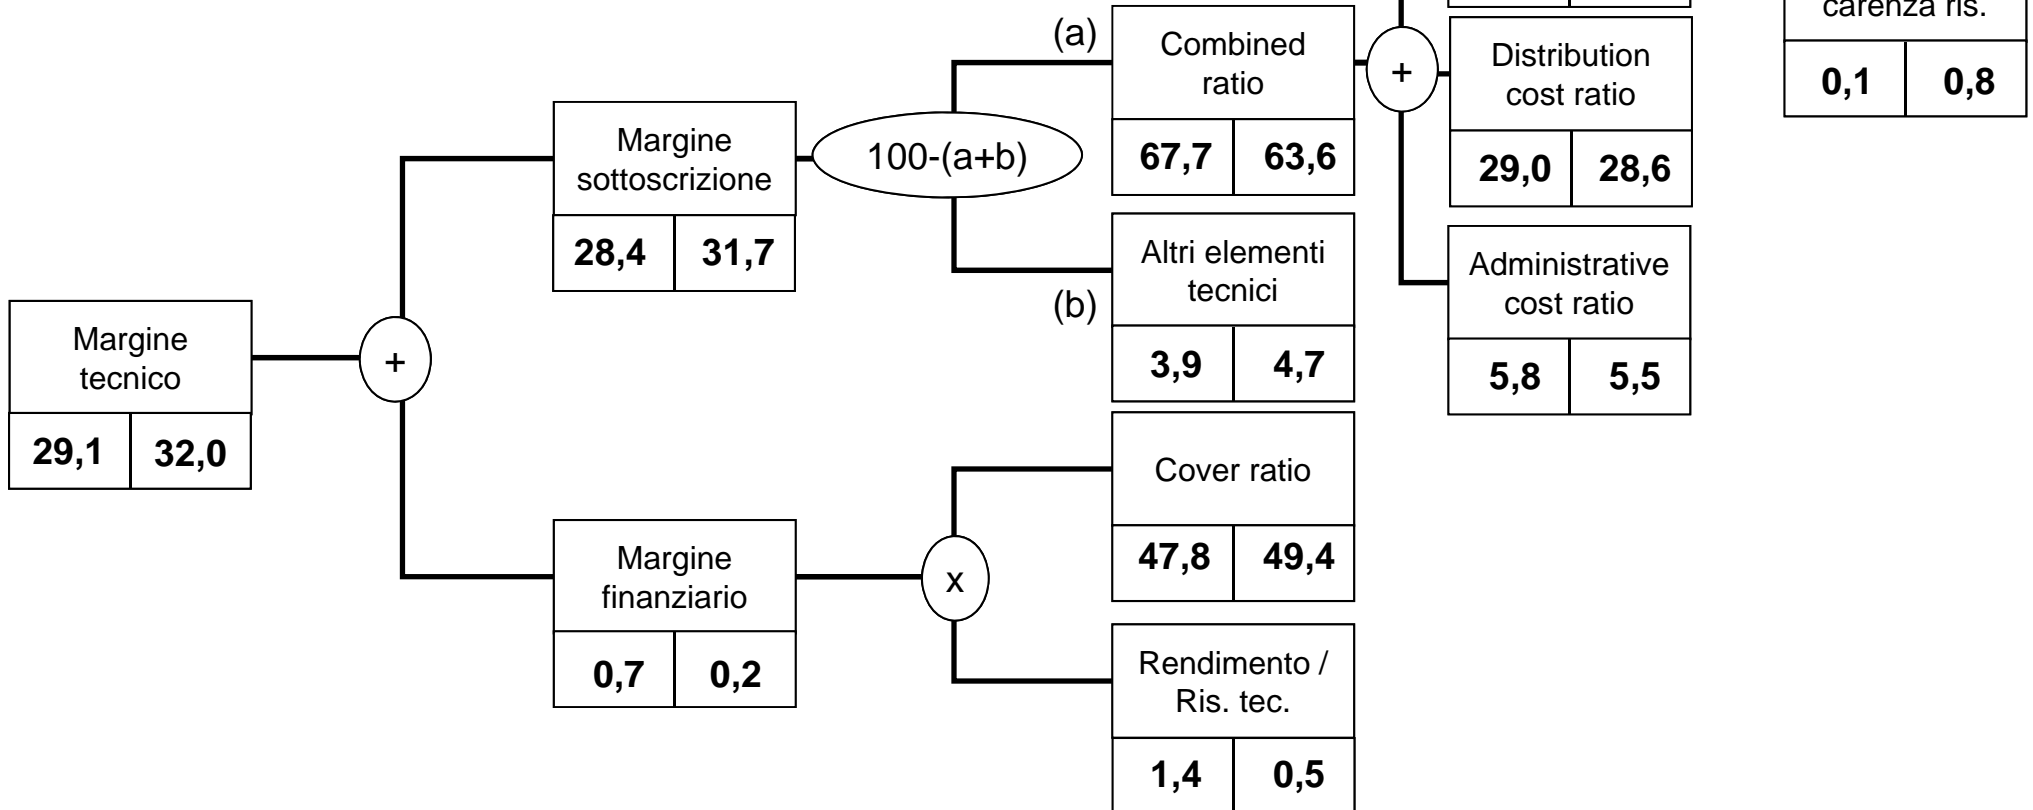 carenza ris.
0,1 0,8
(a)
Combined
ratio
67,7 63,6
+
Distribution
cost ratio
29,0 28,6
Margine
sottoscrizione
28,4 31,7
100-(a+b)
Altri elementi
tecnici
(b)
3,9 4,7
Administrative
cost ratio
5,8 5,5
Margine
tecnico
29,1 32,0
+
Cover ratio
47,8 49,4
Margine
finanziario
0,7 0,2
x
Rendimento /
Ris. tec.
1,4 0,5